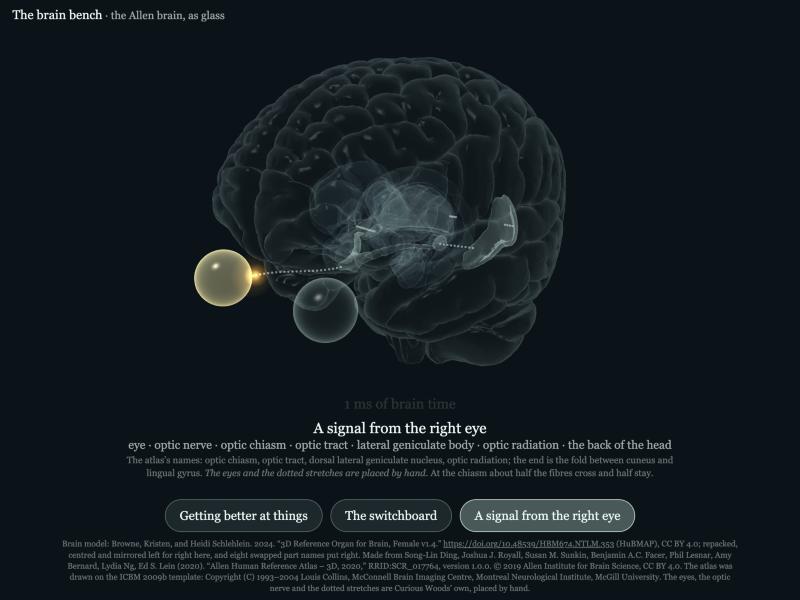 The brain bench · the Allen brain, as glass
1 ms of brain time
A signal from the right eye
eye · optic nerve · optic chiasm · optic tract · lateral geniculate body · optic radiation · the back of the head
The atlas's names: optic chiasm, optic tract, dorsal lateral geniculate nucleus, optic radiation; the end is the fold between cuneus and
lingual gyrus. The eyes and the dotted stretches are placed by hand. At the chiasm about half the fibres cross and half stay.
Getting better at things
The switchboard
A signal from the right eye
Brain model: Browne, Kristen, and Heidi Schlehlein. 2024. “3D Reference Organ for Brain, Female v1.4.” https://doi.org/10.48539/HBM674.NTLM.353 (HuBMAP), CC BY 4.0; repacked,
centred and mirrored left for right here, and eight swapped part names put right. Made from Song-Lin Ding, Joshua J. Royall, Susan M. Sunkin, Benjamin A.C. Facer, Phil Lesnar, Amy
Bernard, Lydia Ng, Ed S. Lein (2020). “Allen Human Reference Atlas – 3D, 2020,” RRID:SCR_017764, version 1.0.0. © 2019 Allen Institute for Brain Science, CC BY 4.0. The atlas was
drawn on the ICBM 2009b template: Copyright (C) 1993–2004 Louis Collins, McConnell Brain Imaging Centre, Montreal Neurological Institute, McGill University. The eyes, the optic
nerve and the dotted stretches are Curious Woods' own, placed by hand.